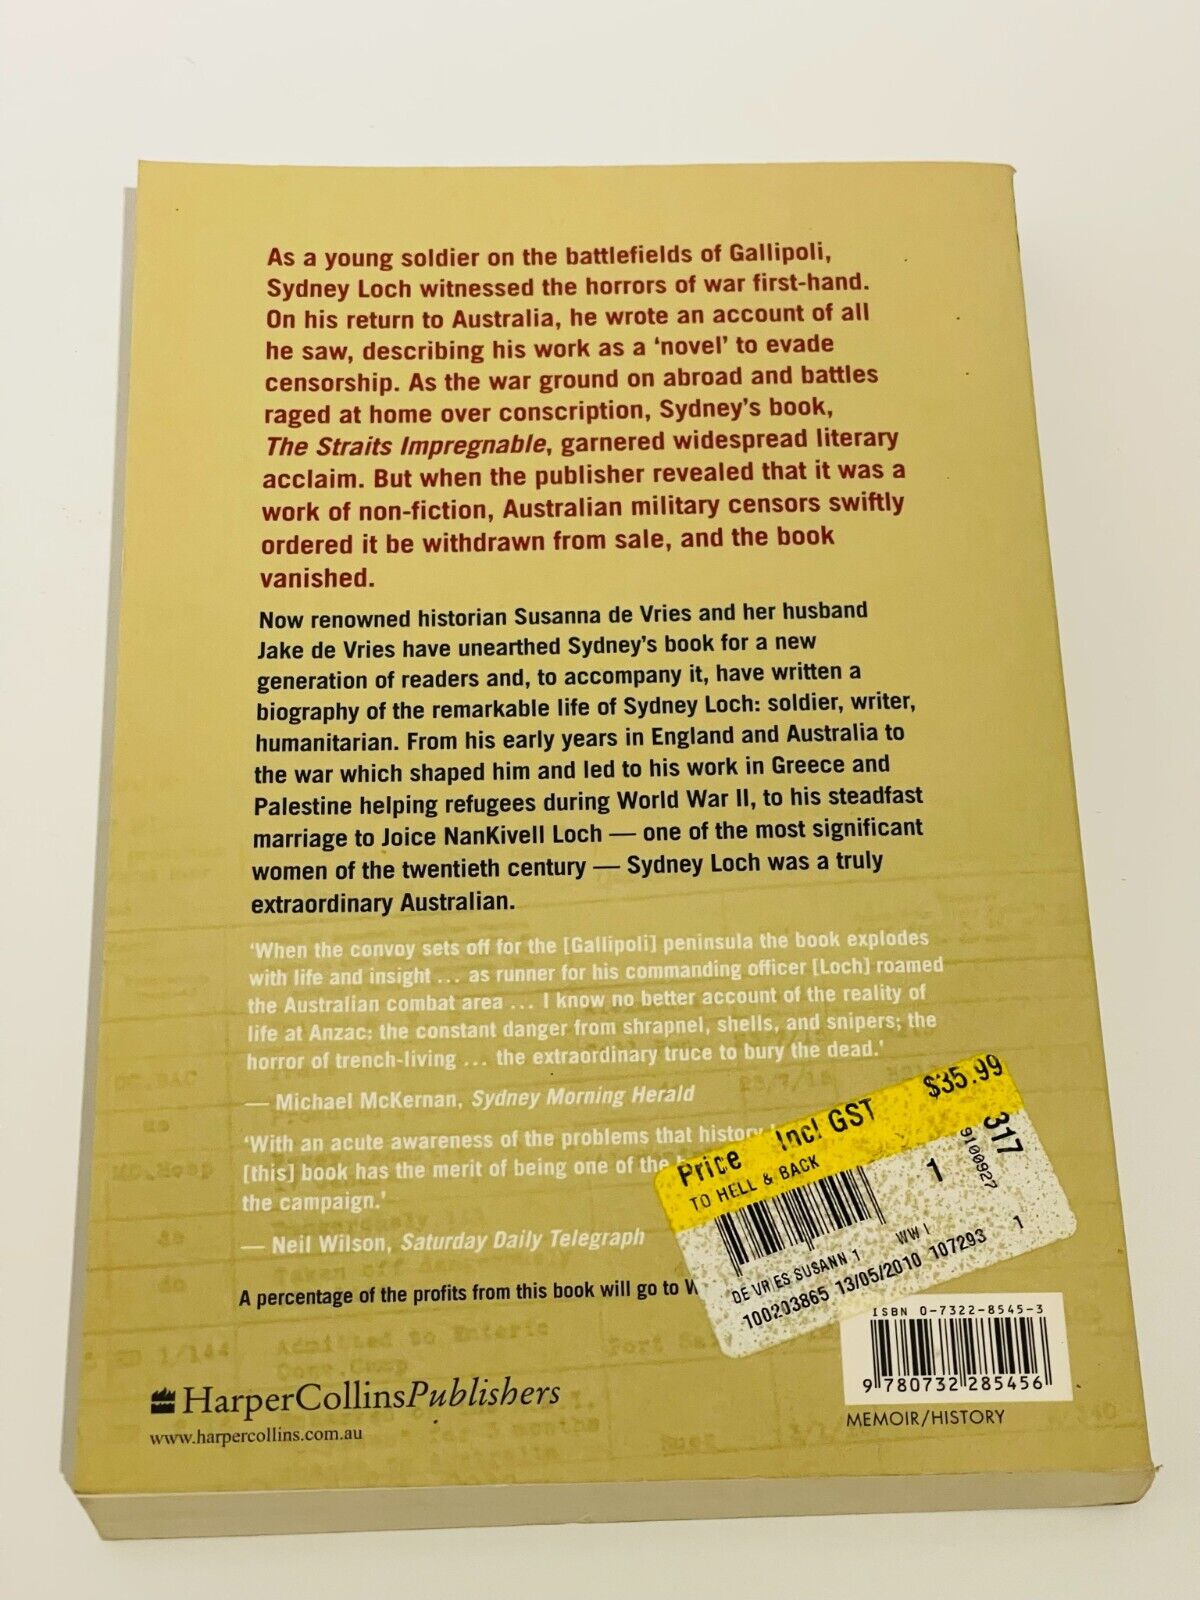 As a young soldier on the battlefields of Gallipoli,
Sydney Loch witnessed the horrors of war first-hand.
On his return to Australia, he wrote an account of all
he saw, describing his work as a ‘novel’ to evade
censorship. As the war ground on abroad and battles
raged at home over conscription, Sydney’s book,
The Straits Impregnable, garnered widespread literary
acclaim. But when the publisher revealed that it was a
work of non-fiction, Australian military censors swiftly
ordered it be withdrawn from sale, and the book
vanished.
Now renowned historian Susanna de Vries and her husband
Jake de Vries have unearthed Sydney’s book for a new
generation of readers and, to accompany it, have written a
biography of the remarkable life of Sydney Loch: soldier, writer,
humanitarian. From his early years in England and Australia to
the war which shaped him and led to his work in Greece and
Palestine helping refugees during World War II, to his steadfast
marriage to Joice NanKivell Loch — one of the most significant
women of the twentieth century — Sydney Loch was a truly
extraordinary Australian.
‘When the convoy sets off for the [Gallipoli] peninsula the book explodes
with life and insight ... as runner for his commanding officer [Loch] roamed
the Australian combat area ... I know no better account of the reality of
life at Anzac: the constant danger from shrapnel, shells, and snipers; the
horror of trench-living ... the extraordinary truce to bury the dead.’
— Michael McKernan, Sydney Morning Herald
‘With an acute awareness of the problems that history
[this] book has the merit of being one of the
the campaign.’
— Neil Wilson, Saturday Daily Telegraph
A percentage of the profits from this book will go to
Price Incl GST $35.99
TO HELL & BACK
317
9100927
1
DE VRIES SUSANN 1 WW I
100203865 13/05/2010 107293 1
ISBN 0-7322-8545-3
9 780732 285456
MEMOIR/HISTORY
HarperCollinsPublishers
www.harpercollins.com.au
1/144 Admitted to Enteric
Conv.Camp